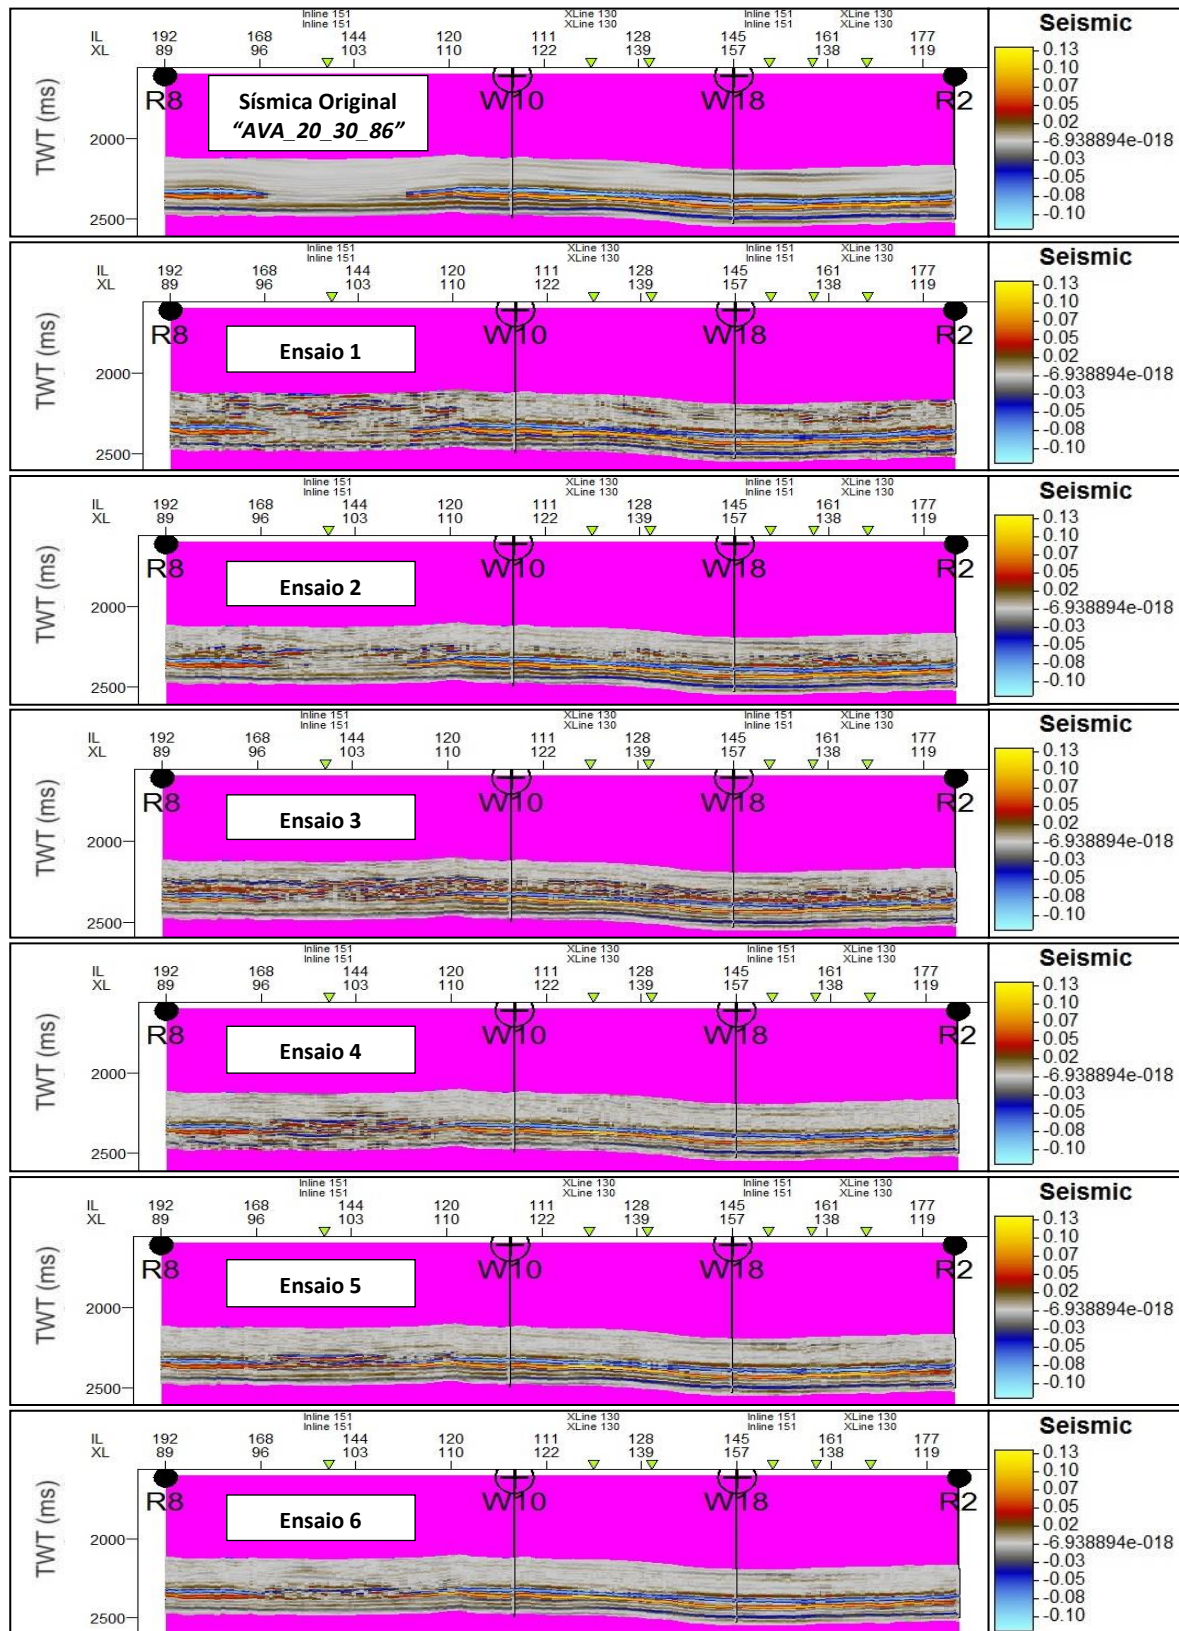 Inline 151 XLine 130 Inline 151 XLine 130
Inline 151 XLine 130 Inline 151 XLine 130
IL 192 168 144 120 111 128 145 161 177
XL 89 96 103 110 122 139 157 138 119
R8 W10 W18 R2
Sísmica Original
“AVA_20_30_86”
TWT (ms)
2000
2500
Seismic
0.13
0.10
0.07
0.05
0.02
-6.938894e-018
-0.03
-0.05
-0.08
-0.10
Inline 151 XLine 130 Inline 151 XLine 130
Inline 151 XLine 130 Inline 151 XLine 130
IL 192 168 144 120 111 128 145 161 177
XL 89 96 103 110 122 139 157 138 119
R8 W10 W18 R2
Ensaio 1
TWT (ms)
2000
2500
Seismic
0.13
0.10
0.07
0.05
0.02
-6.938894e-018
-0.03
-0.05
-0.08
-0.10
Inline 151 XLine 130 Inline 151 XLine 130
Inline 151 XLine 130 Inline 151 XLine 130
IL 192 168 144 120 111 128 145 161 177
XL 89 96 103 110 122 139 157 138 119
R8 W10 W18 R2
Ensaio 2
TWT (ms)
2000
2500
Seismic
0.13
0.10
0.07
0.05
0.02
-6.938894e-018
-0.03
-0.05
-0.08
-0.10
Inline 151 XLine 130 Inline 151 XLine 130
Inline 151 XLine 130 Inline 151 XLine 130
IL 192 168 144 120 111 128 145 161 177
XL 89 96 103 110 122 139 157 138 119
R8 W10 W18 R2
Ensaio 3
TWT (ms)
2000
2500
Seismic
0.13
0.10
0.07
0.05
0.02
-6.938894e-018
-0.03
-0.05
-0.08
-0.10
Inline 151 XLine 130 Inline 151 XLine 130
Inline 151 XLine 130 Inline 151 XLine 130
IL 192 168 144 120 111 128 145 161 177
XL 89 96 103 110 122 139 157 138 119
R8 W10 W18 R2
Ensaio 4
TWT (ms)
2000
2500
Seismic
0.13
0.10
0.07
0.05
0.02
-6.938894e-018
-0.03
-0.05
-0.08
-0.10
Inline 151 XLine 130 Inline 151 XLine 130
Inline 151 XLine 130 Inline 151 XLine 130
IL 192 168 144 120 111 128 145 161 177
XL 89 96 103 110 122 139 157 138 119
R8 W10 W18 R2
Ensaio 5
TWT (ms)
2000
2500
Seismic
0.13
0.10
0.07
0.05
0.02
-6.938894e-018
-0.03
-0.05
-0.08
-0.10
Inline 151 XLine 130 Inline 151 XLine 130
Inline 151 XLine 130 Inline 151 XLine 130
IL 192 168 144 120 111 128 145 161 177
XL 89 96 103 110 122 139 157 138 119
R8 W10 W18 R2
Ensaio 6
TWT (ms)
2000
2500
Seismic
0.13
0.10
0.07
0.05
0.02
-6.938894e-018
-0.03
-0.05
-0.08
-0.10